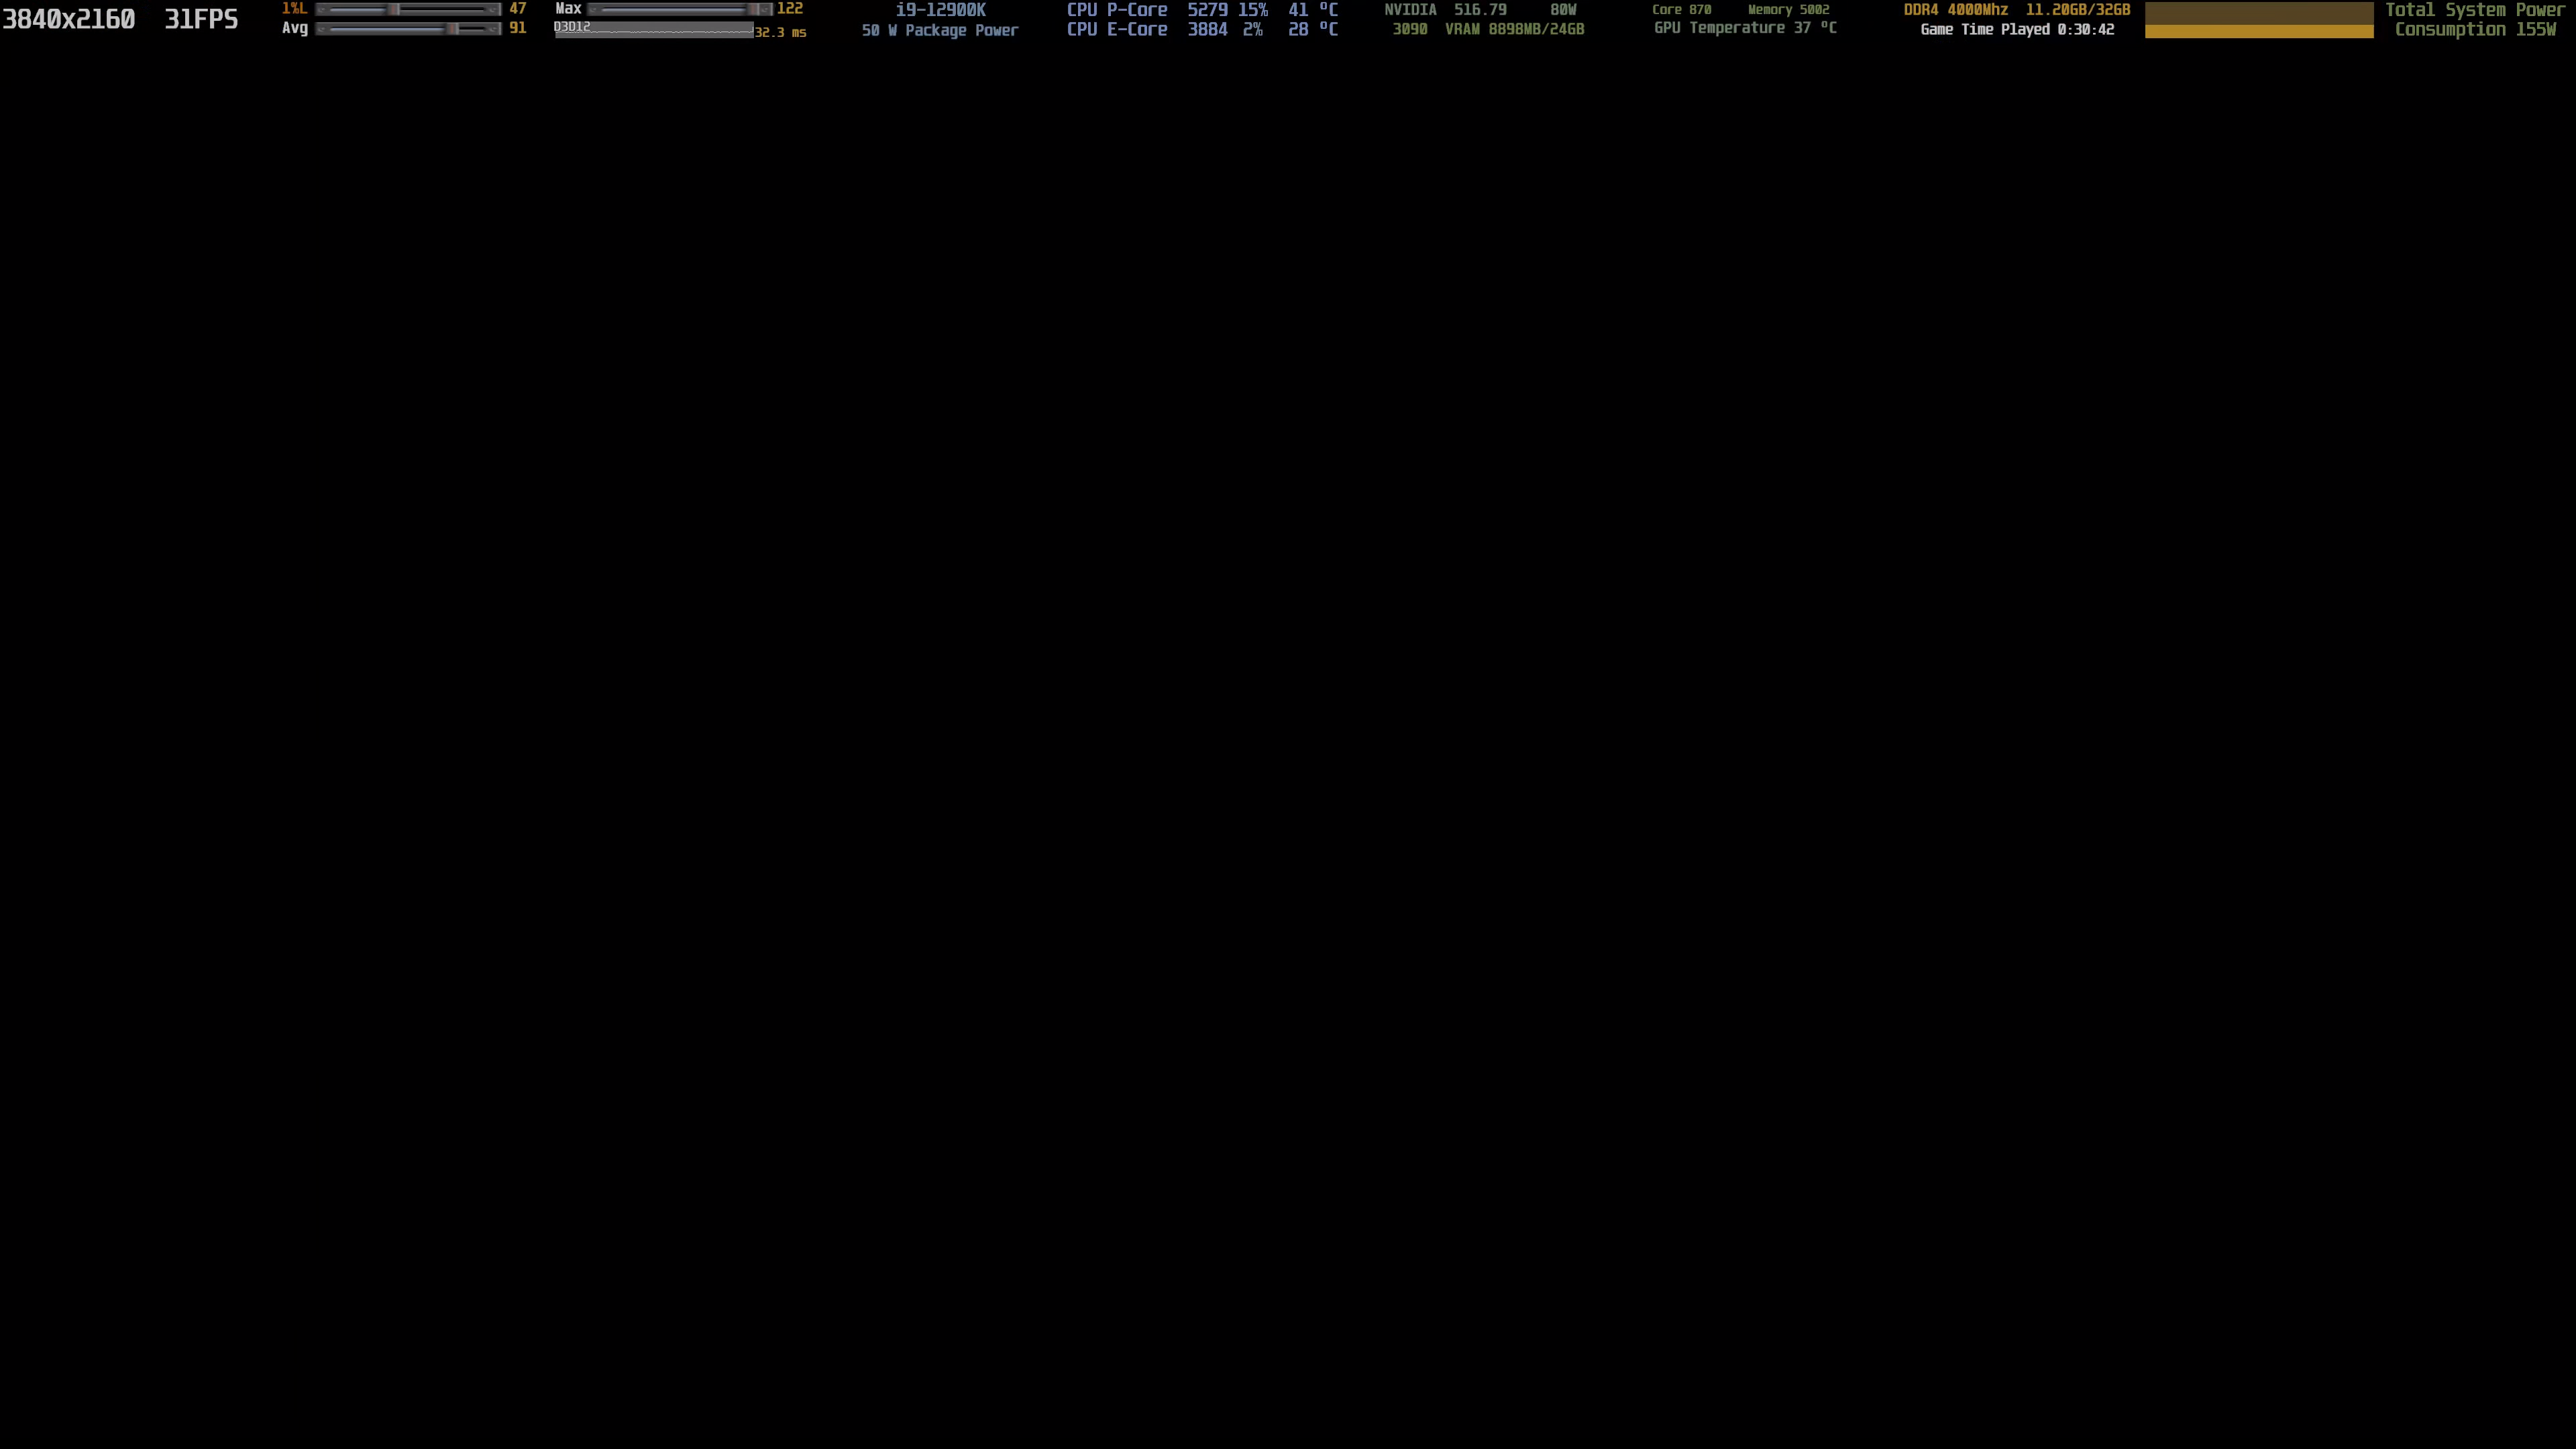 3840x2160 31FPS 1%L 47 Max 122 i9-12900K CPU P-Core 5279 15% 41 ºC NVIDIA 516.79 80W Core 870 Memory 5002 DDR4 4000Mhz 11.20GB/32GB Total System Power
Avg 91 D3D12 32.3 ms 50 W Package Power CPU E-Core 3884 2% 28 ºC 3090 VRAM 8898MB/24GB GPU Temperature 37 ºC Game Time Played 0:30:42 Consumption 155W